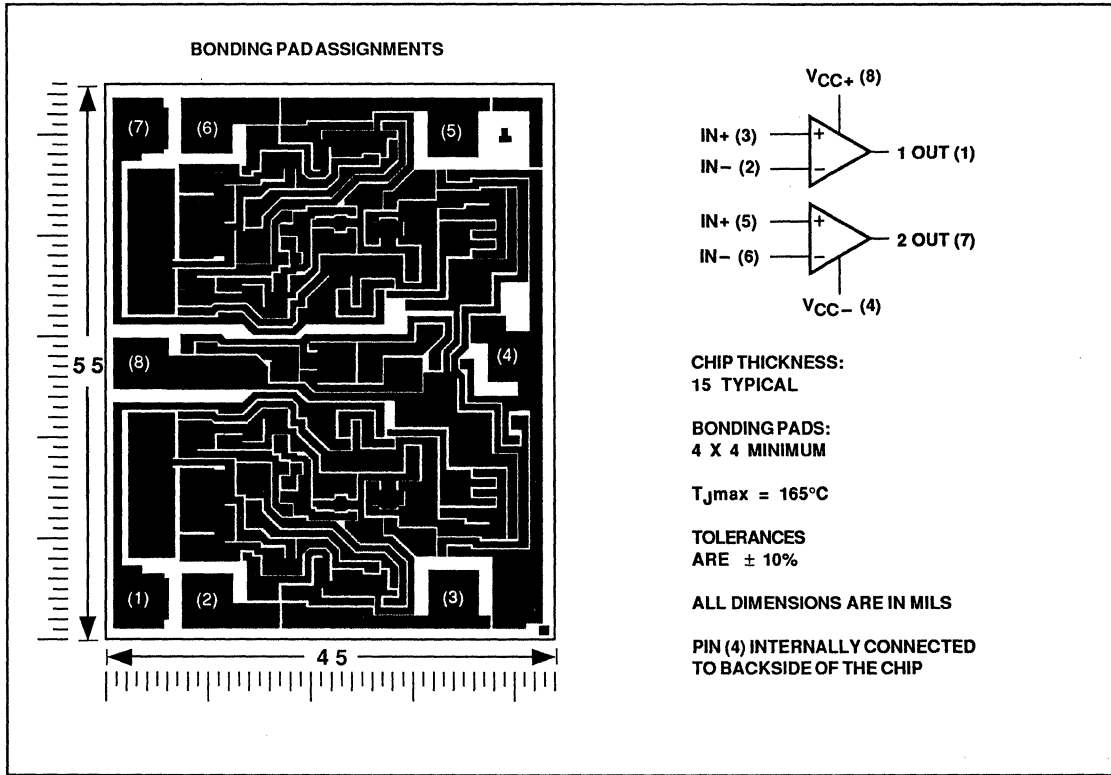 BONDING PAD ASSIGNMENTS
(7)
(6)
(5)
(8)
(4)
(1)
(2)
(3)
55
45
VCC+ (8)
IN+ (3)
+
1 OUT (1)
IN− (2)
−
IN+ (5)
+
2 OUT (7)
IN− (6)
−
VCC− (4)
CHIP THICKNESS:
15 TYPICAL
BONDING PADS:
4 X 4 MINIMUM
TJmax = 165°C
TOLERANCES
ARE ± 10%
ALL DIMENSIONS ARE IN MILS
PIN (4) INTERNALLY CONNECTED
TO BACKSIDE OF THE CHIP